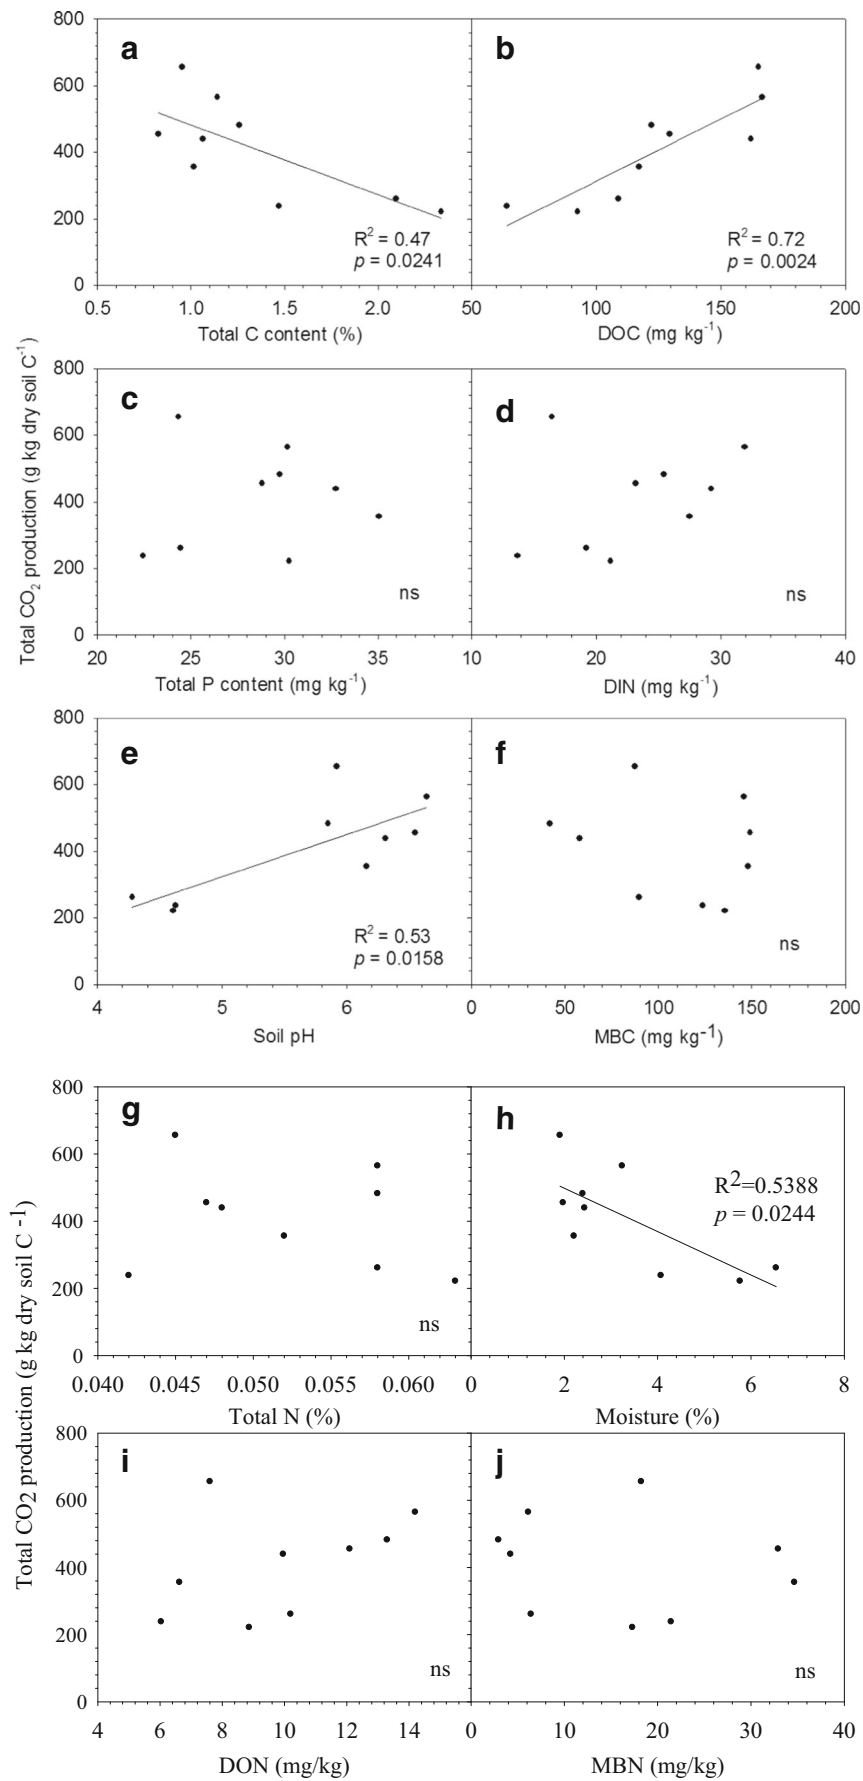 Total CO2 production (g kg dry soil C-1)
800
600
400
200
0
a
R2 = 0.47
p = 0.0241
b
R2 = 0.72
p = 0.0024
0.5 1.0 1.5 2.0 50 100 150 200
Total C content (%) DOC (mg kg-1)
800
600
400
200
0
c
ns
d
ns
20 25 30 35 10 20 30 40
Total P content (mg kg-1) DIN (mg kg-1)
800
600
400
200
0
e
R2 = 0.53
p = 0.0158
f
ns
4 5 6 0 50 100 150 200
Soil pH MBC (mg kg-1)
Total CO2 production (g kg dry soil C -1)
800
600
400
200
0
g
ns
h
R2=0.5388
p = 0.0244
0.040 0.045 0.050 0.055 0.060 0 2 4 6 8
Total N (%) Moisture (%)
800
600
400
200
0
i
ns
j
ns
4 6 8 10 12 14 0 10 20 30 40
DON (mg/kg) MBN (mg/kg)